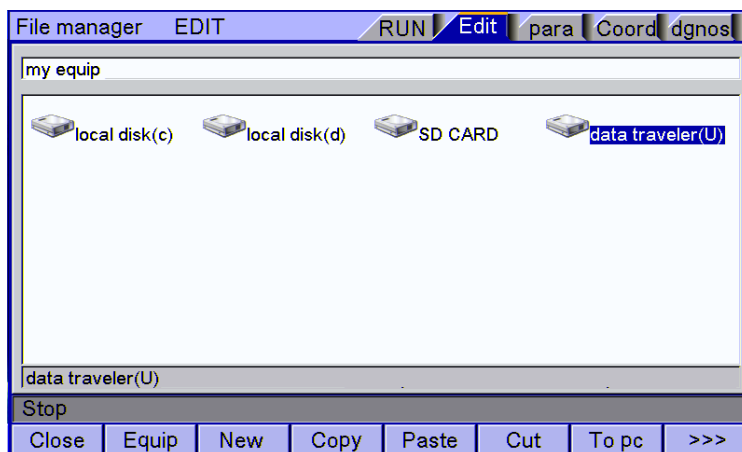 File manager EDIT RUN Edit para Coord dgnos
my equip
local disk(c) local disk(d) SD CARD data traveler(U)
data traveler(U)
Stop
Close Equip New Copy Paste Cut To pc >>>